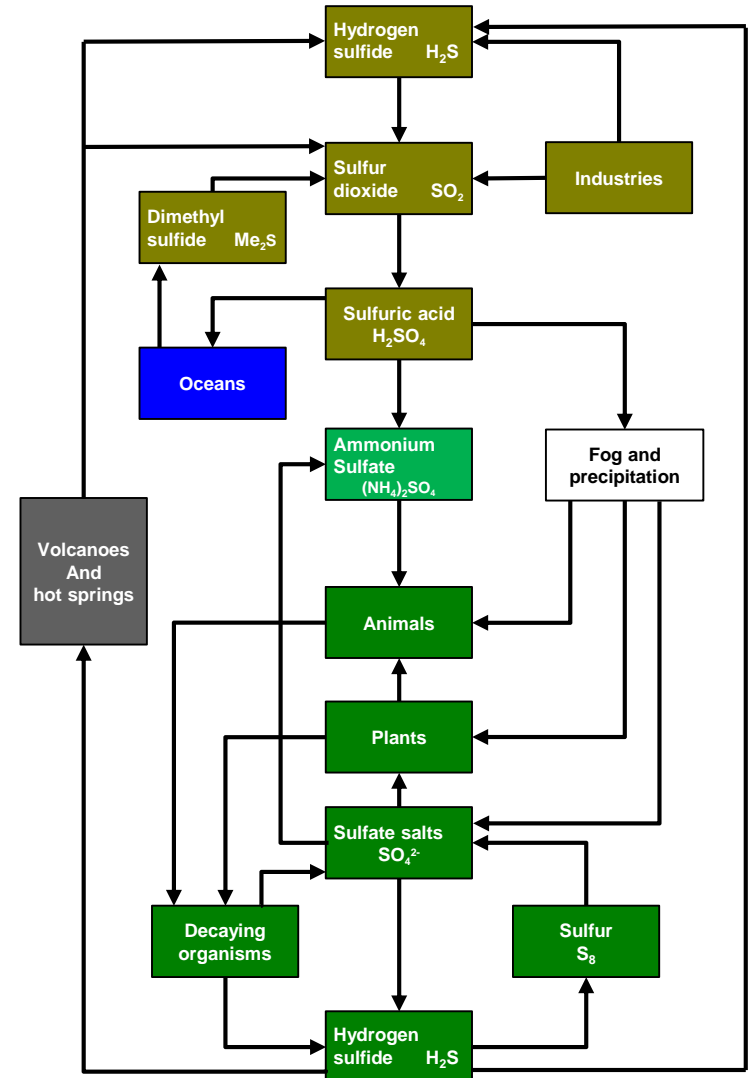 Hydrogen
sulfide H₂S
Sulfur
dioxide SO₂
Industries
Dimethyl
sulfide Me₂S
Sulfuric acid
H₂SO₄
Oceans
Ammonium
Sulfate
(NH₄)₂SO₄
Fog and
precipitation
Volcanoes
And
hot springs
Animals
Plants
Sulfate salts
SO₄²⁻
Decaying
organisms
Sulfur
S₈
Hydrogen
sulfide H₂S